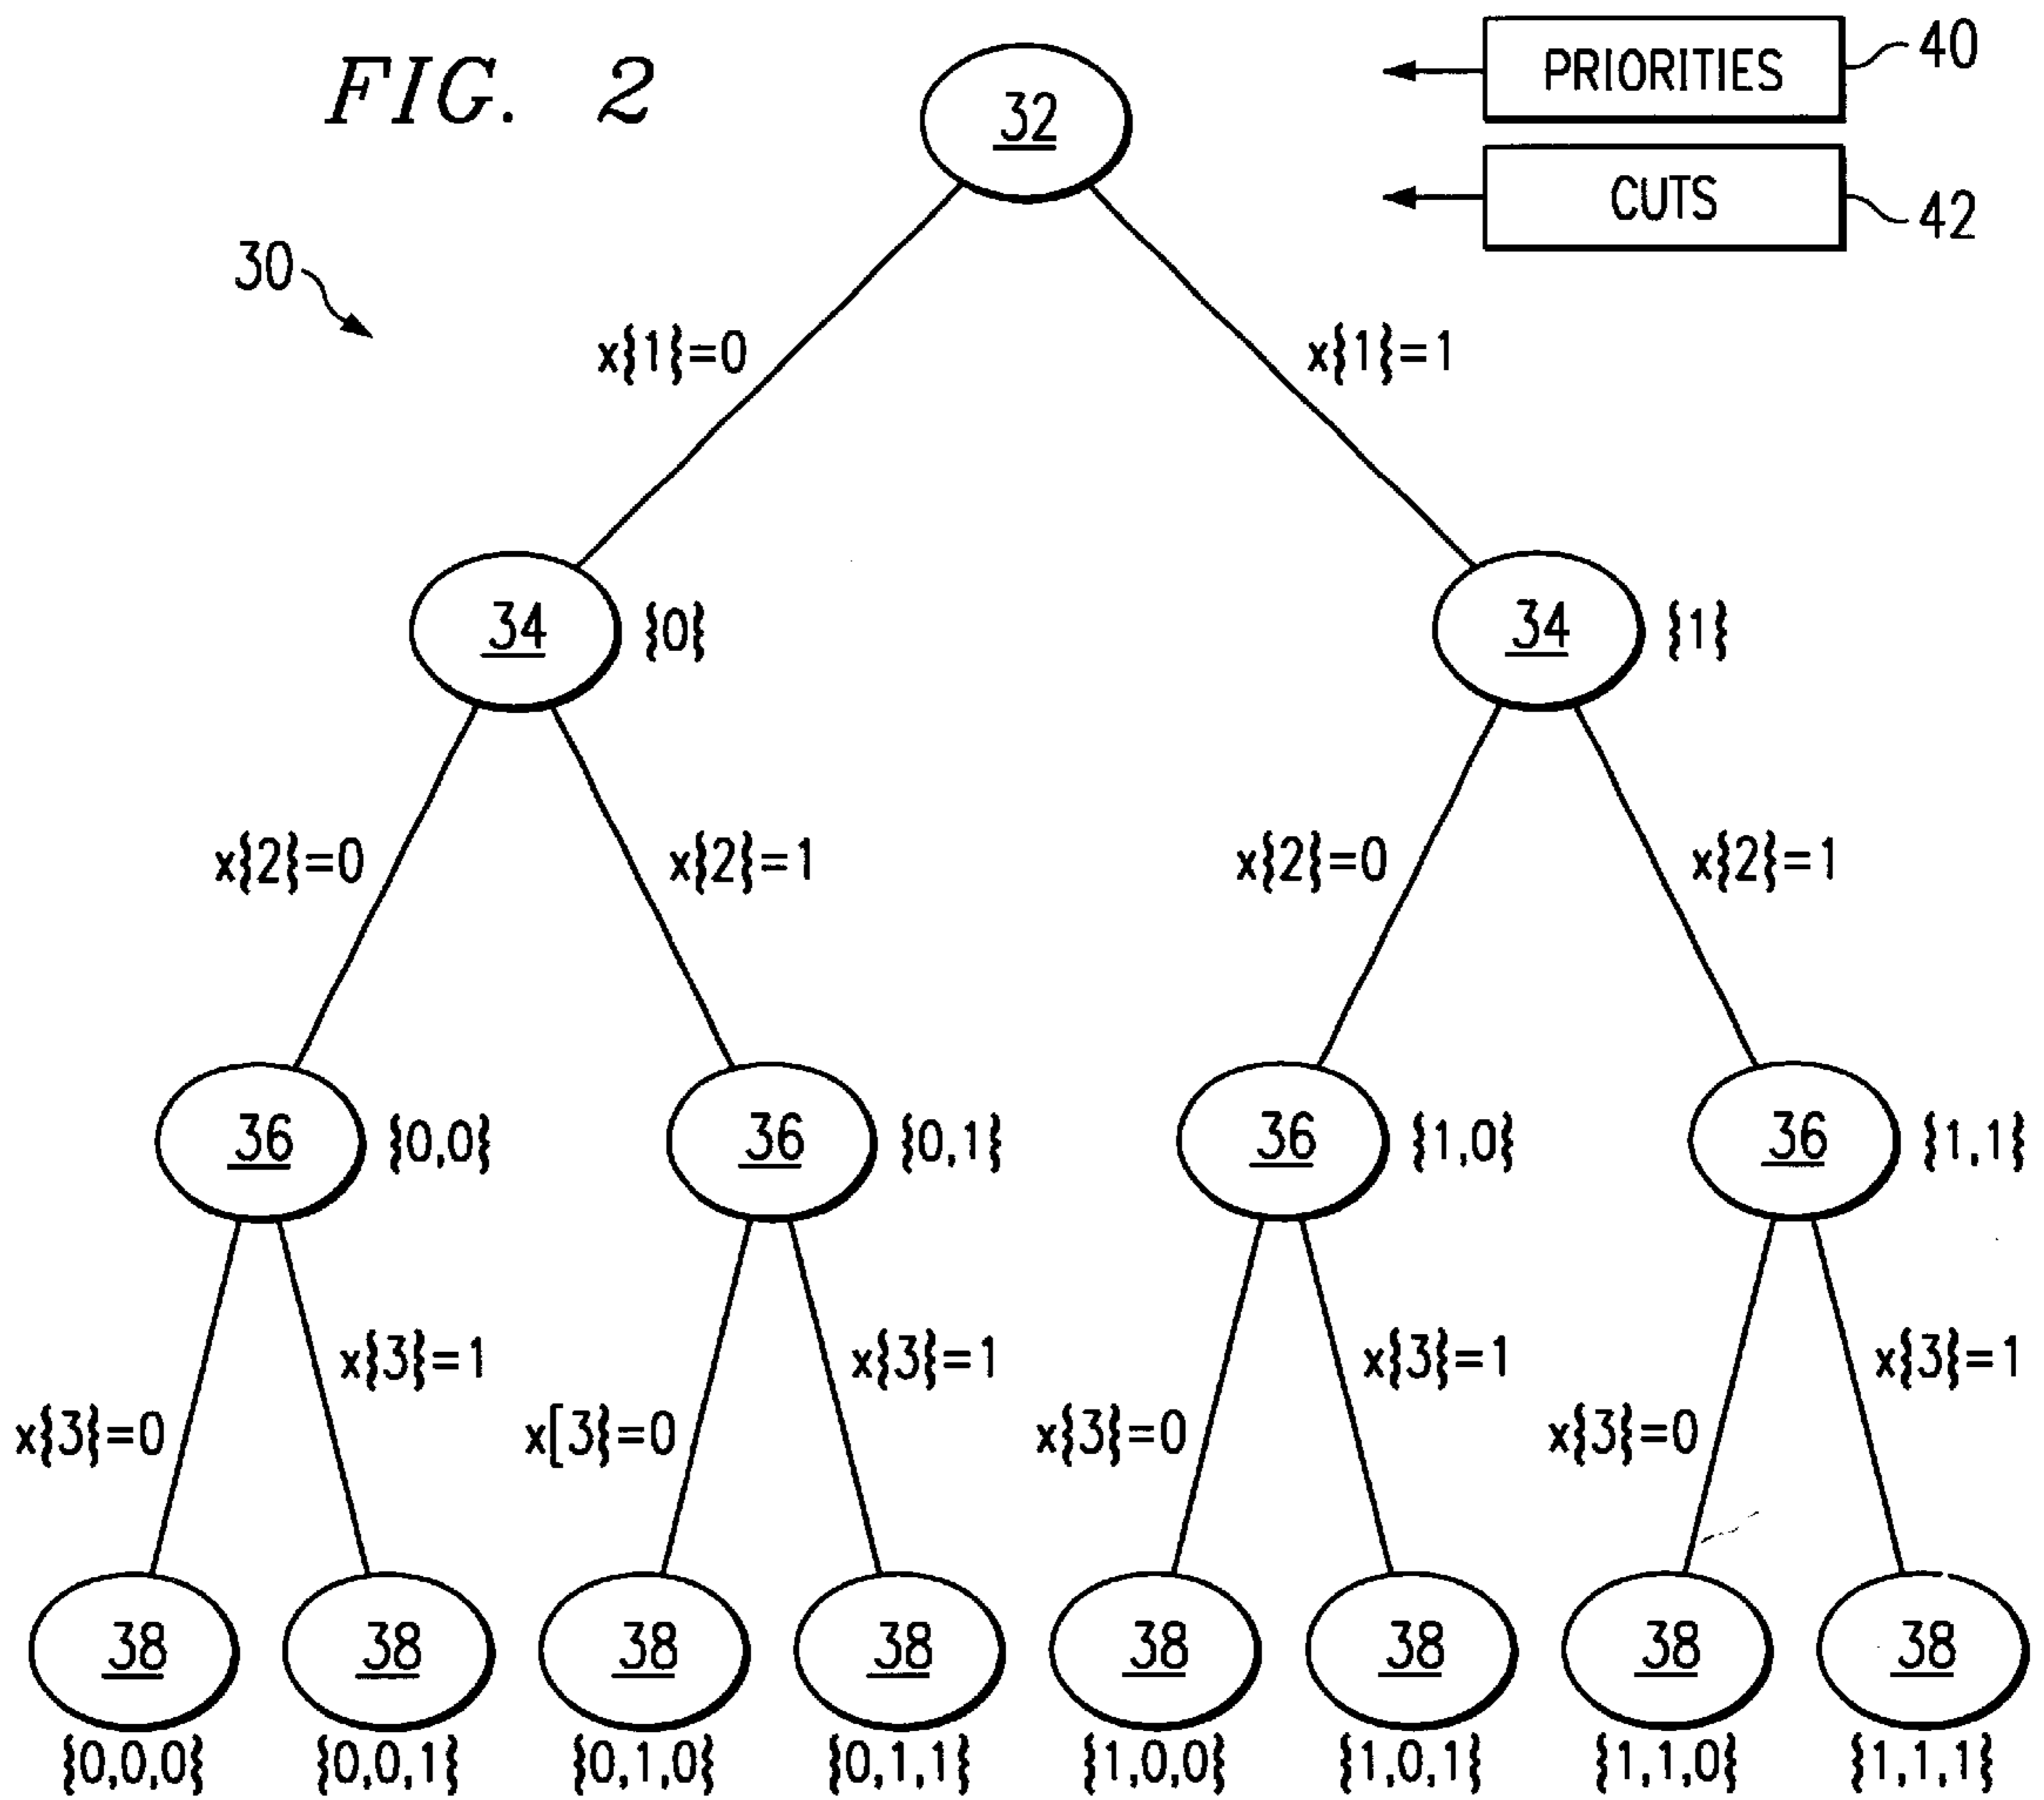 FIG. 2
32
PRIORITIES
40
CUTS
42
30
x{1}=0
x{1}=1
34
{0}
34
{1}
x{2}=0
x{2}=1
x{2}=0
x{2}=1
36
{0,0}
36
{0,1}
36
{1,0}
36
{1,1}
x{3}=1
x{3}=1
x{3}=1
x{3}=1
x{3}=0
x[3}=0
x{3}=0
x{3}=0
38
38
38
38
38
38
38
38
{0,0,0}
{0,0,1}
{0,1,0}
{0,1,1}
{1,0,0}
{1,0,1}
{1,1,0}
{1,1,1}